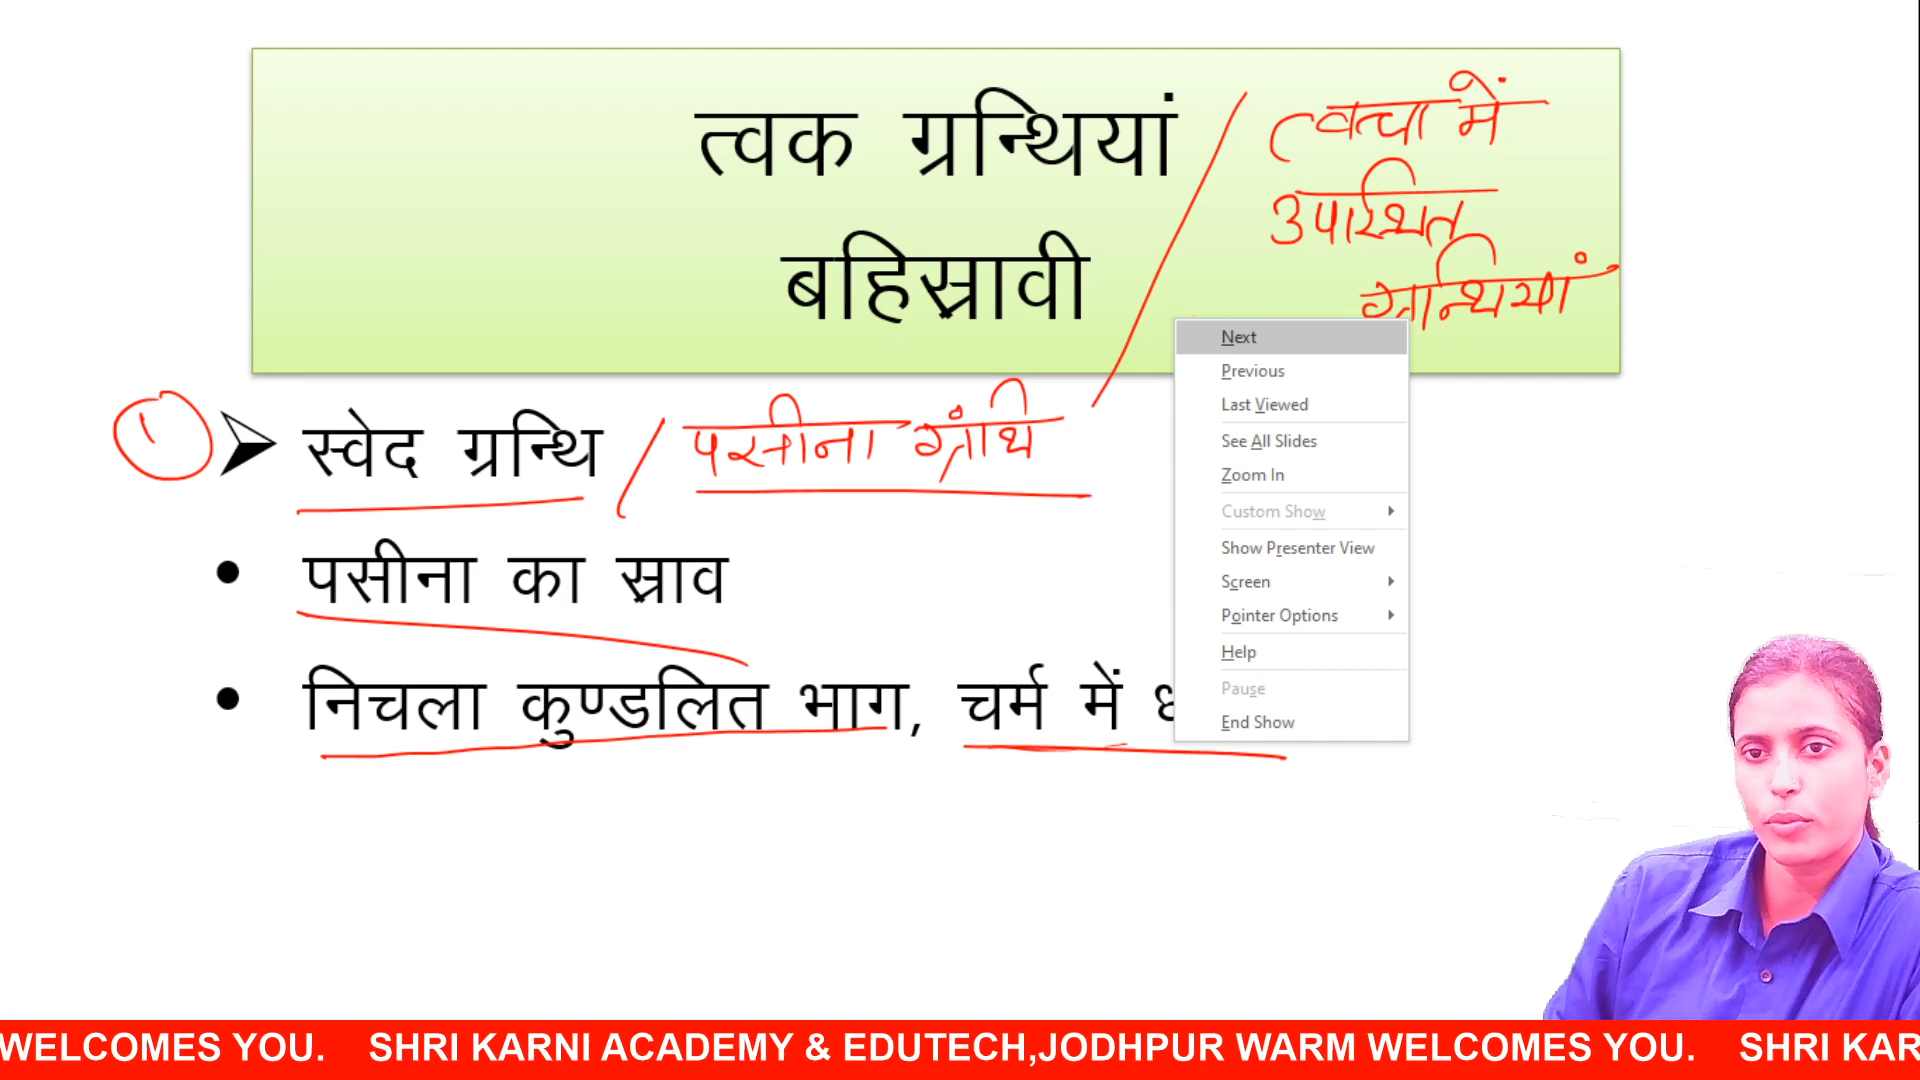 त्वक ग्रन्थियां
बहिस्रावी
त्वचा में
उपस्थित
ग्रन्थियां
१
स्वेद ग्रन्थि / पसीना ग्रंथि
• पसीना का स्राव
• निचला कुण्डलित भाग, चर्म में
Next
Previous
Last Viewed
See All Slides
Zoom In
Custom Show
Show Presenter View
Screen
Pointer Options
Help
Pause
End Show
WELCOMES YOU. SHRI KARNI ACADEMY & EDUTECH,JODHPUR WARM WELCOMES YOU. SHRI KAR